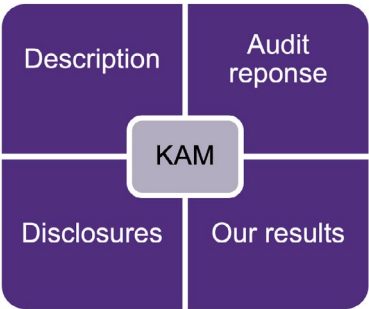 Description
Audit
reponse
KAM
Disclosures
Our results